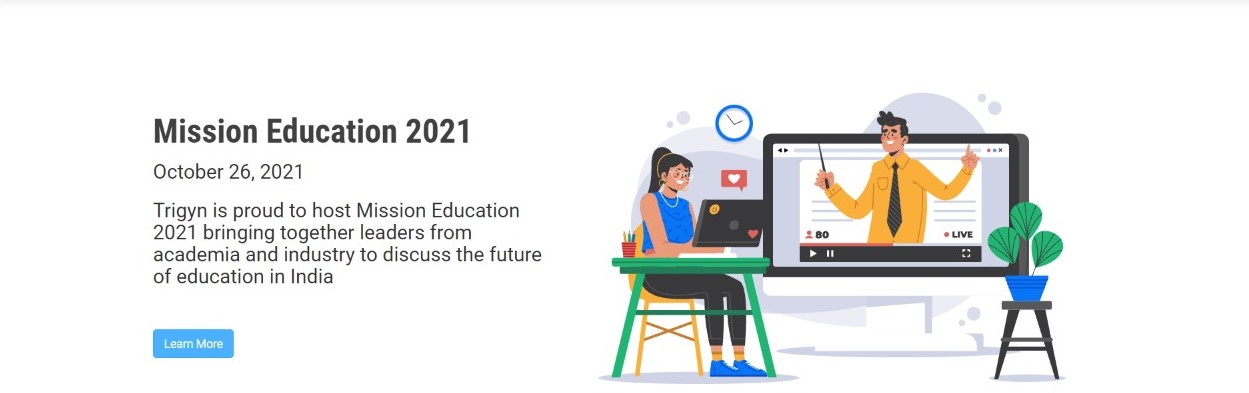 Mission Education 2021
October 26, 2021
Trigyn is proud to host Mission Education
2021 bringing together leaders from
academia and industry to discuss the future
of education in India
Learn More
80
LIVE